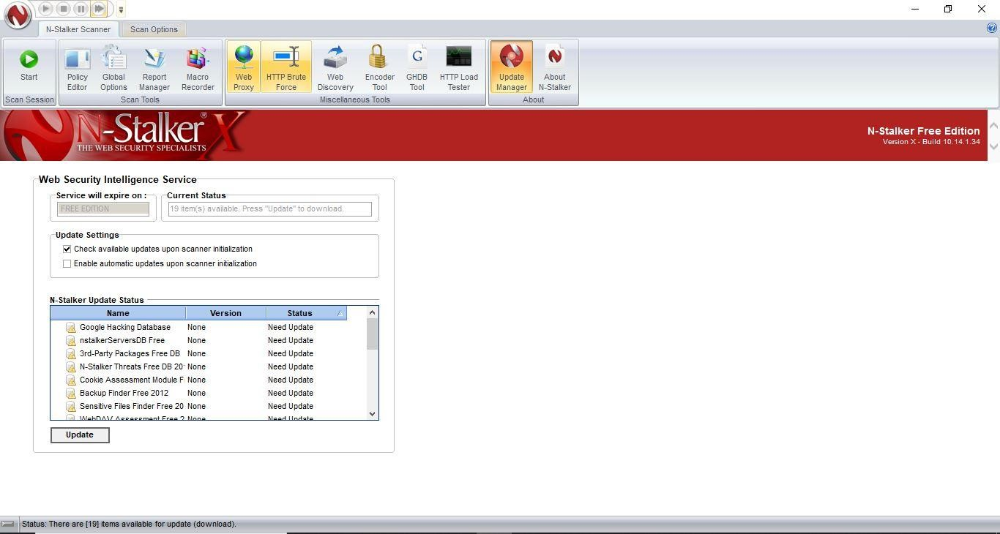 N-Stalker Scanner Scan Options
Start
Policy Editor
Global Options
Report Manager
Macro Recorder
Web Proxy
HTTP Brute Force
Web Discovery
Encoder Tool
GHDB Tool
HTTP Load Tester
Update Manager
About N-Stalker
Scan Session Scan Tools Miscellaneous Tools About
N-Stalker® X
THE WEB SECURITY SPECIALISTS
N-Stalker Free Edition
Version X - Build 10.14.1.34
Web Security Intelligence Service
Service will expire on : Current Status
FREE EDITION 19 item(s) available. Press "Update" to download.
Update Settings
Check available updates upon scanner initialization
Enable automatic updates upon scanner initialization
N-Stalker Update Status
Name Version Status
Google Hacking Database None Need Update
nstalkerServersDB Free None Need Update
3rd-Party Packages Free DB None Need Update
N-Stalker Threats Free DB 20 None Need Update
Cookie Assessment Module F None Need Update
Backup Finder Free 2012 None Need Update
Sensitive Files Finder Free 20 None Need Update
WebDAV Assessment Free 2 None Need Update
Update
Status: There are [19] items available for update (download).